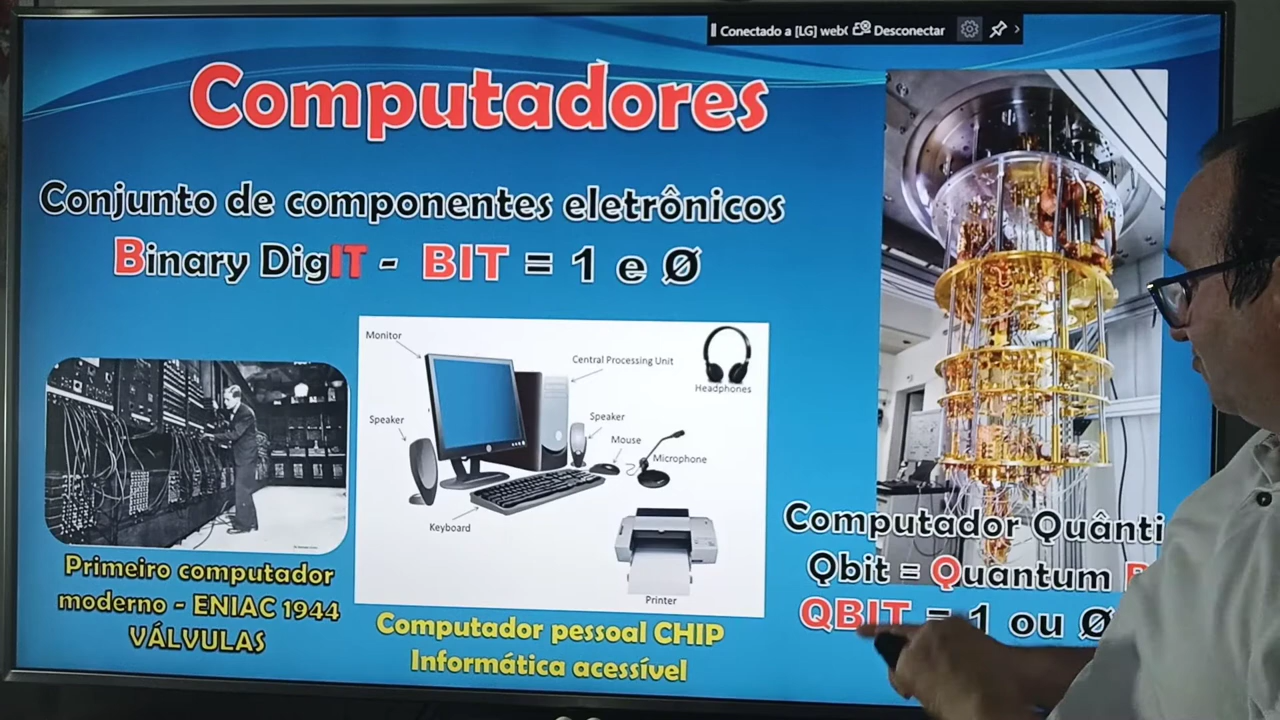 Conectado a [LG] web( Desconectar
Computadores
Conjunto de componentes eletrônicos
Binary DigIT - BIT = 1 e Ø
Monitor
Central Processing Unit
Headphones
Speaker
Speaker
Mouse
Microphone
Keyboard
Printer
Primeiro computador
moderno - ENIAC 1944
VÁLVULAS
Computador pessoal CHIP
Informática acessível
Computador Quânti
Qbit = Quantum
QBIT = 1 ou Ø